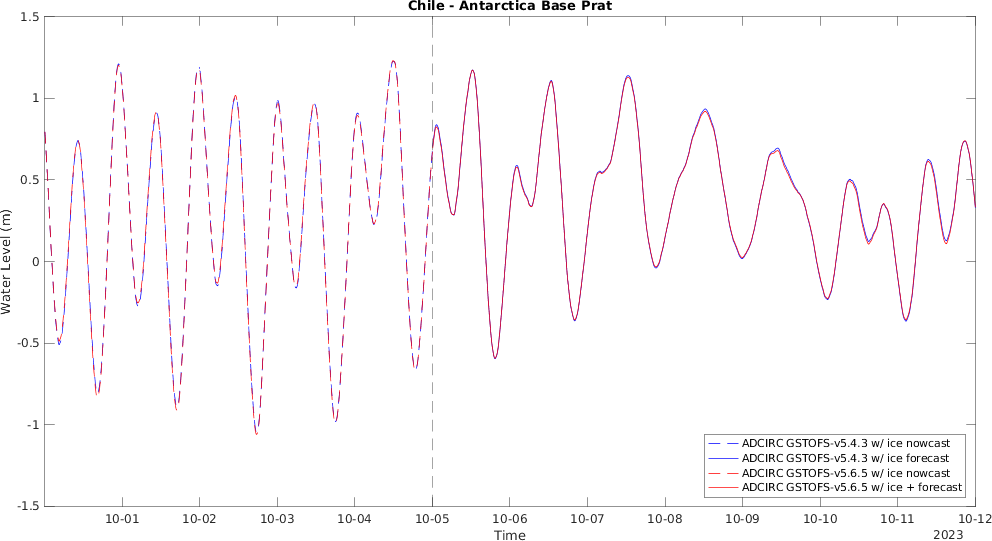 Chile - Antarctica Base Prat
1.5
1
0.5
0
-0.5
-1
-1.5
Water Level (m)
10-01 10-02 10-03 10-04 10-05 10-06 10-07 10-08 10-09 10-10 10-11 10-12
Time
2023
ADCIRC GSTOFS-v5.4.3 w/ ice nowcast
ADCIRC GSTOFS-v5.4.3 w/ ice forecast
ADCIRC GSTOFS-v5.6.5 w/ ice nowcast
ADCIRC GSTOFS-v5.6.5 w/ ice + forecast